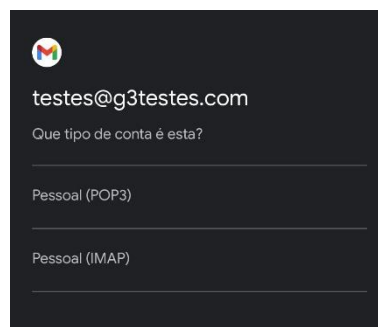 testes@g3testes.com
Que tipo de conta é esta?
Pessoal (POP3)
Pessoal (IMAP)